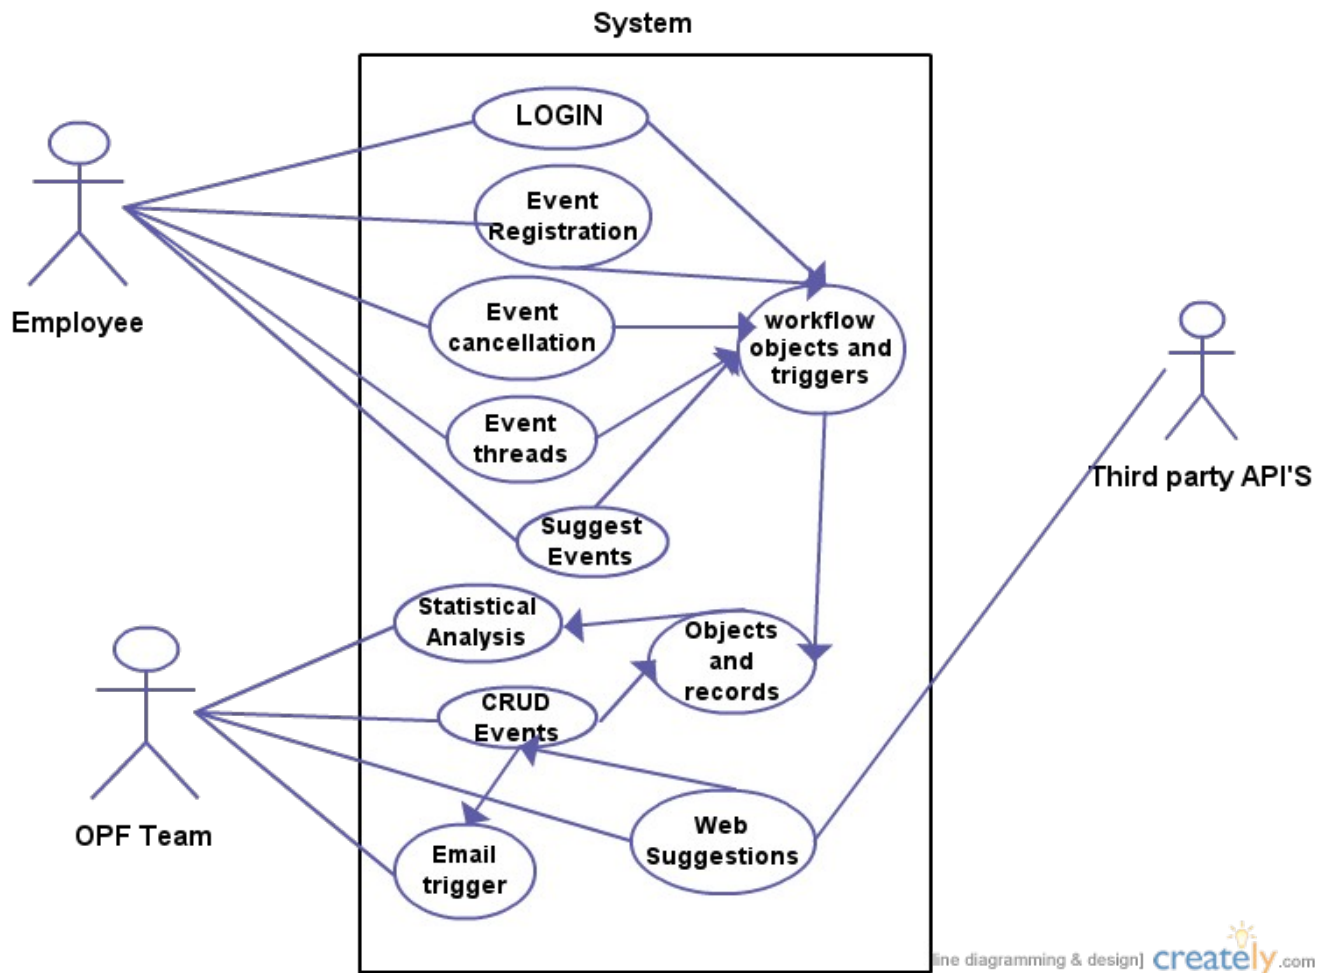 System
LOGIN
Event
Registration
Employee
Event
cancellation
workflow
objects and
triggers
Event
threads
Third party API'S
Suggest
Events
Statistical
Analysis
Objects
and
records
CRUD
Events
OPF Team
Web
Suggestions
Email
trigger
diagramming & design] creately.com